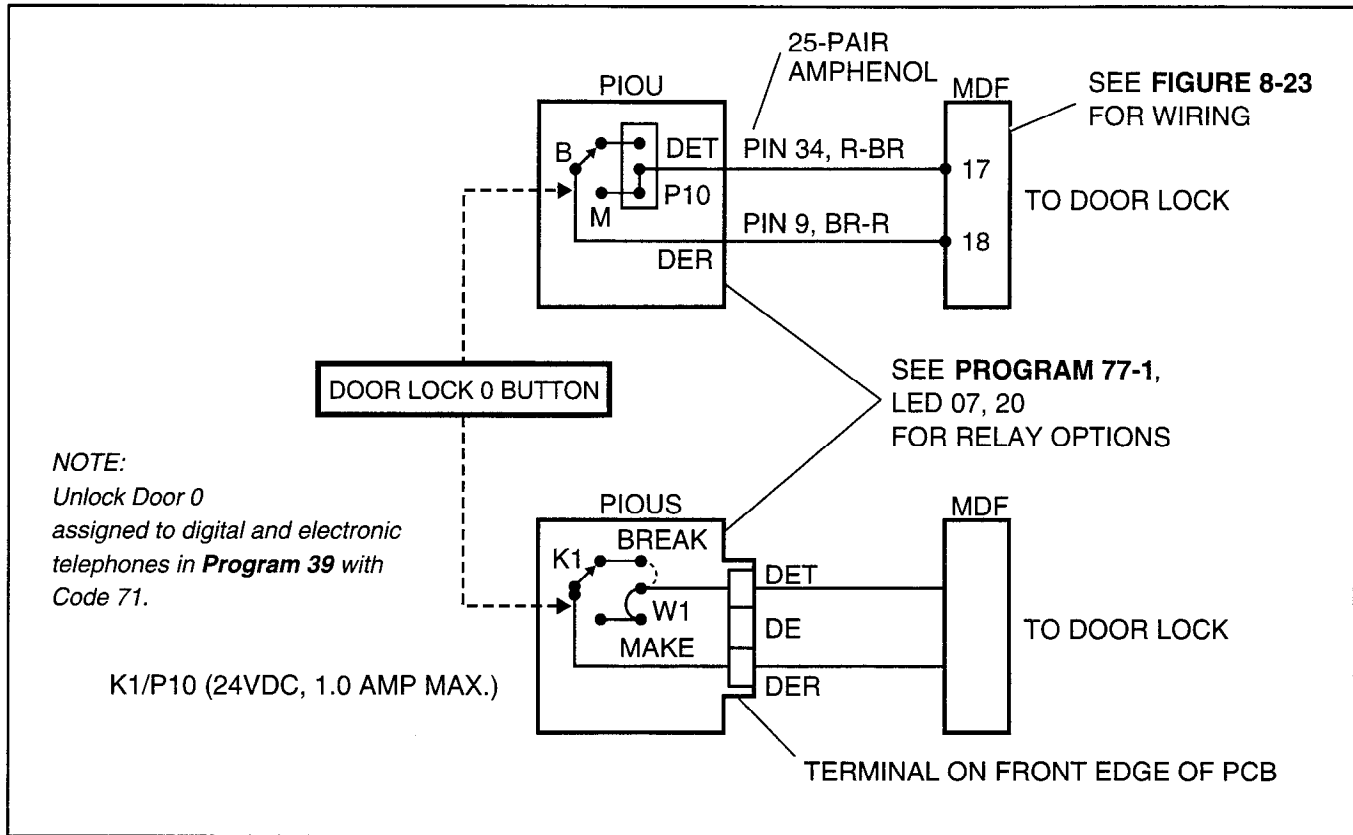 25-PAIR
AMPHENOL
PIOU
MDF
SEE FIGURE 8-23
FOR WIRING
B
DET
PIN 34, R-BR
17
M
P10
TO DOOR LOCK
PIN 9, BR-R
18
DER
DOOR LOCK 0 BUTTON
SEE PROGRAM 77-1,
LED 07, 20
FOR RELAY OPTIONS
NOTE:
Unlock Door 0
assigned to digital and electronic
telephones in Program 39 with
Code 71.
PIOUS
MDF
BREAK
K1
DET
W1
DE
TO DOOR LOCK
MAKE
DER
K1/P10 (24VDC, 1.0 AMP MAX.)
TERMINAL ON FRONT EDGE OF PCB